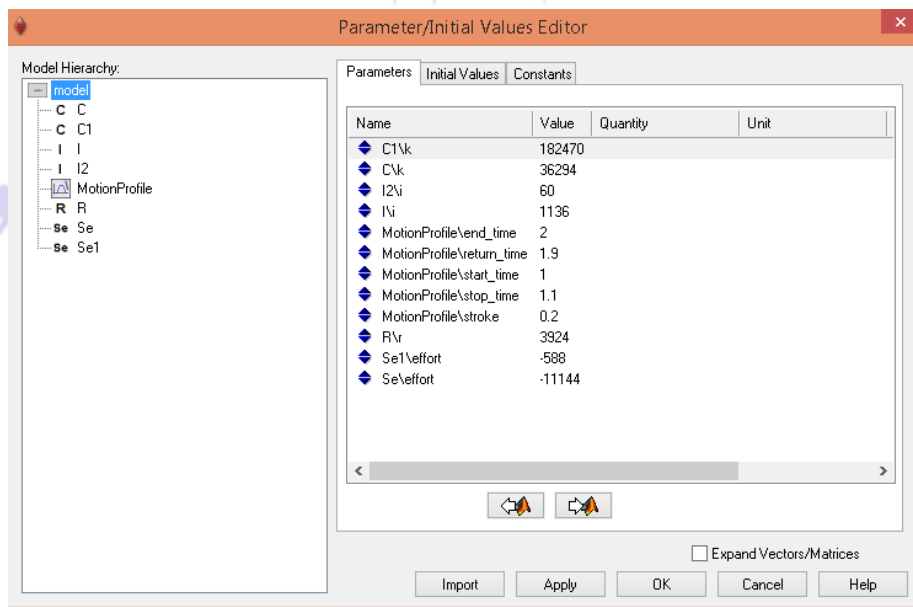 Parameter/Initial Values Editor
Model Hierarchy:
model
C C
C C1
I I
I I2
MotionProfile
R R
Se Se
Se Se1
Parameters Initial Values Constants
Name Value Quantity Unit
C1\k 182470
C\k 36294
I2\i 60
I\i 1136
MotionProfile\end_time 2
MotionProfile\return_time 1.9
MotionProfile\start_time 1
MotionProfile\stop_time 1.1
MotionProfile\stroke 0.2
R\r 3924
Se1\effort -588
Se\effort -11144
Expand Vectors/Matrices
Import Apply OK Cancel Help